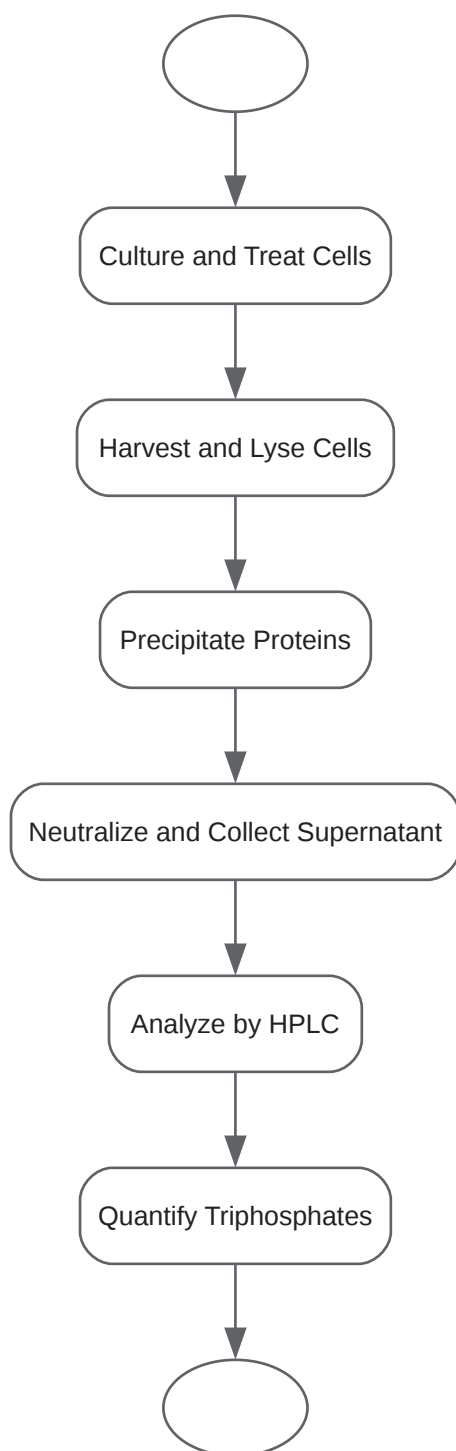 Culture and Treat Cells
Harvest and Lyse Cells
Precipitate Proteins
Neutralize and Collect Supernatant
Analyze by HPLC
Quantify Triphosphates